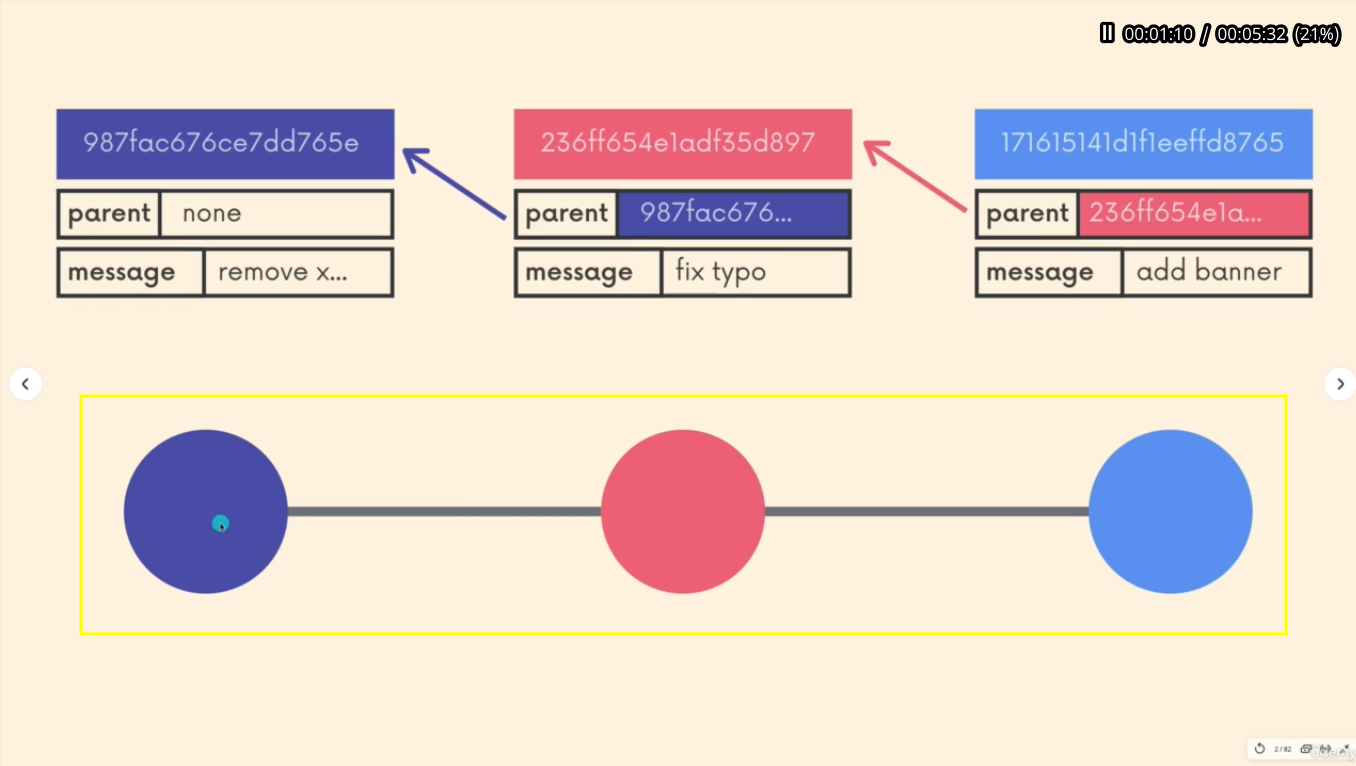 00:01:10 / 00:05:32 (21%)
987fac676ce7dd765e
236ff654e1adf35d897
171615141d1f1eeffd8765
parent none
parent 987fac676...
parent 236ff654e1a...
message remove x...
message fix typo
message add banner
2 / 82
Udemy